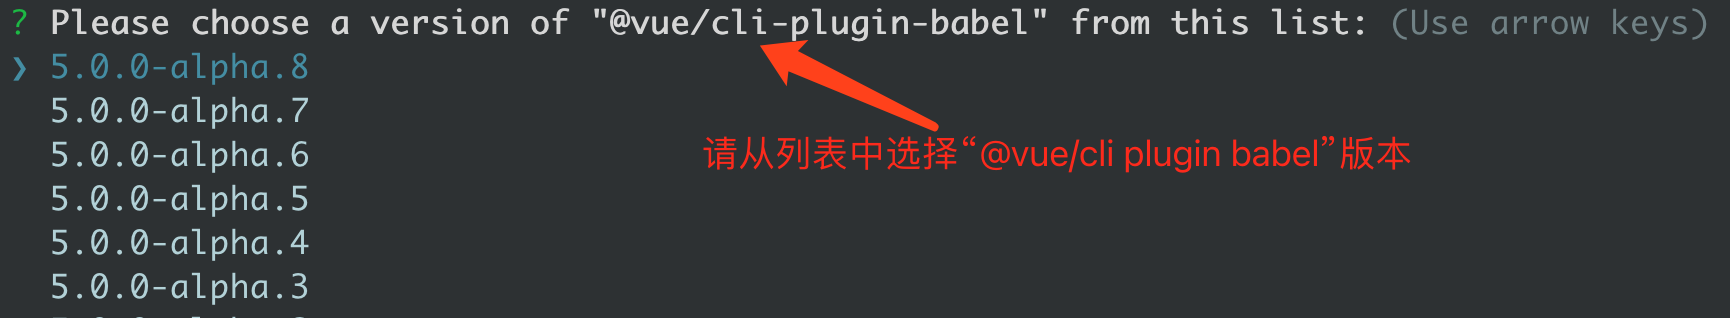 ? Please choose a version of "@vue/cli-plugin-babel" from this list: (Use arrow keys)
❯ 5.0.0-alpha.8
5.0.0-alpha.7
5.0.0-alpha.6
请从列表中选择“@vue/cli plugin babel”版本
5.0.0-alpha.5
5.0.0-alpha.4
5.0.0-alpha.3